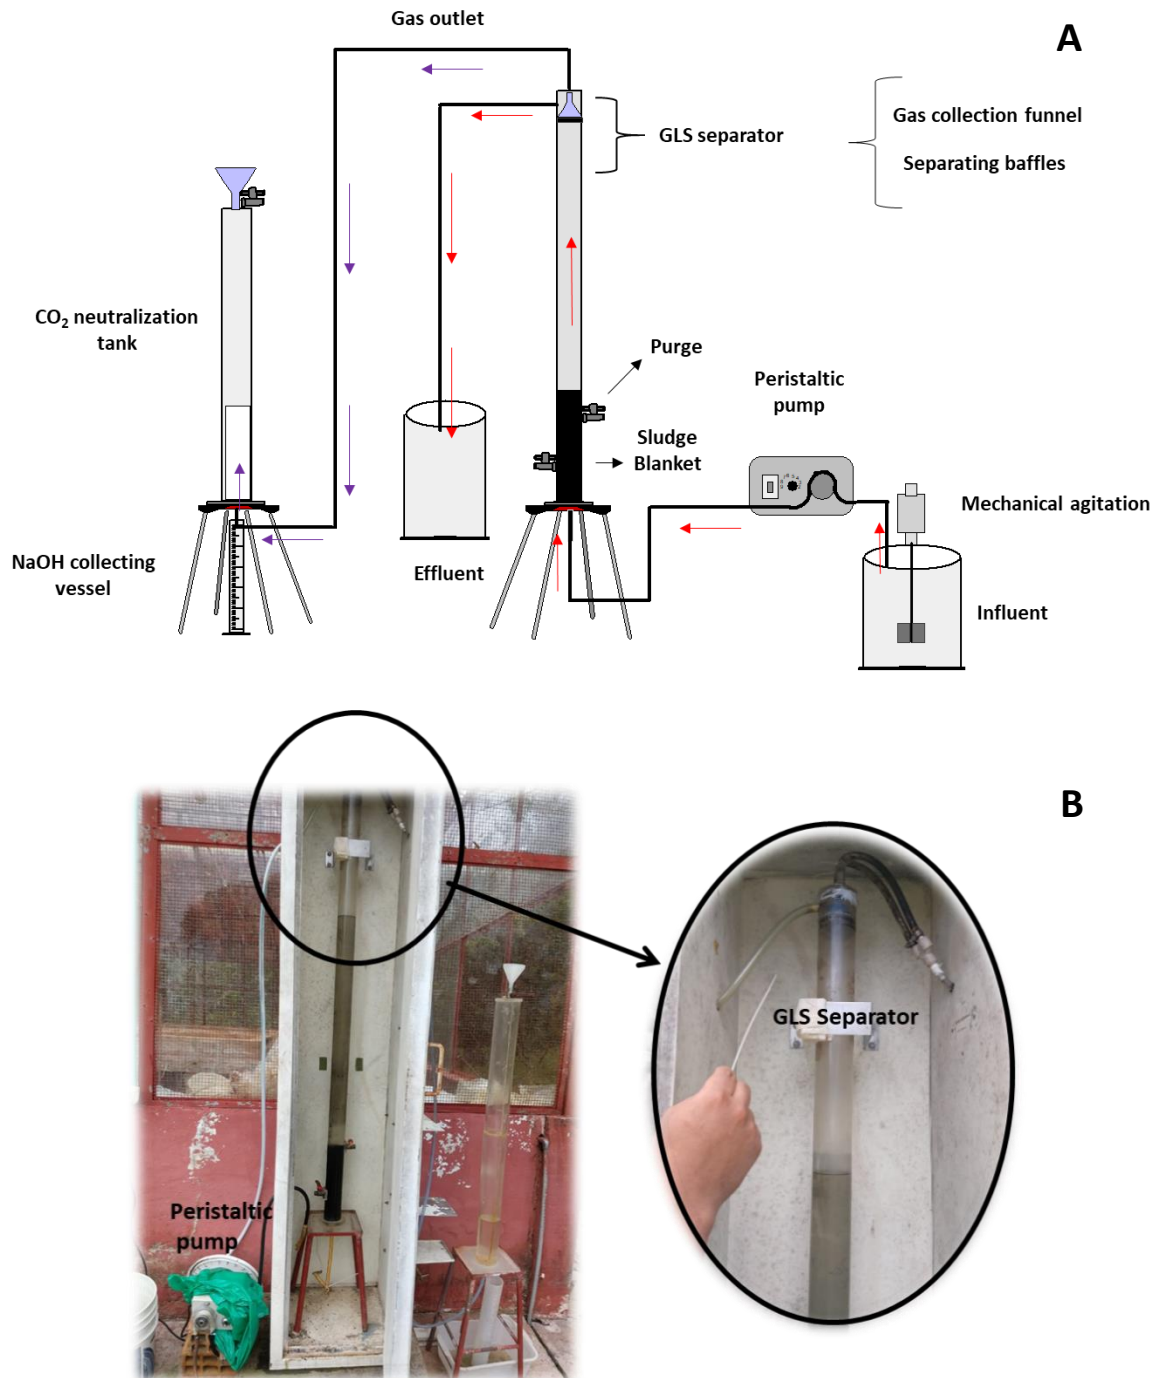 Gas outlet
A
GLS separator
Gas collection funnel
Separating baffles
CO₂ neutralization
tank
Purge
Peristaltic
pump
Sludge
Blanket
Mechanical agitation
NaOH collecting
vessel
Effluent
Influent
B
GLS Separator
Peristaltic
pump